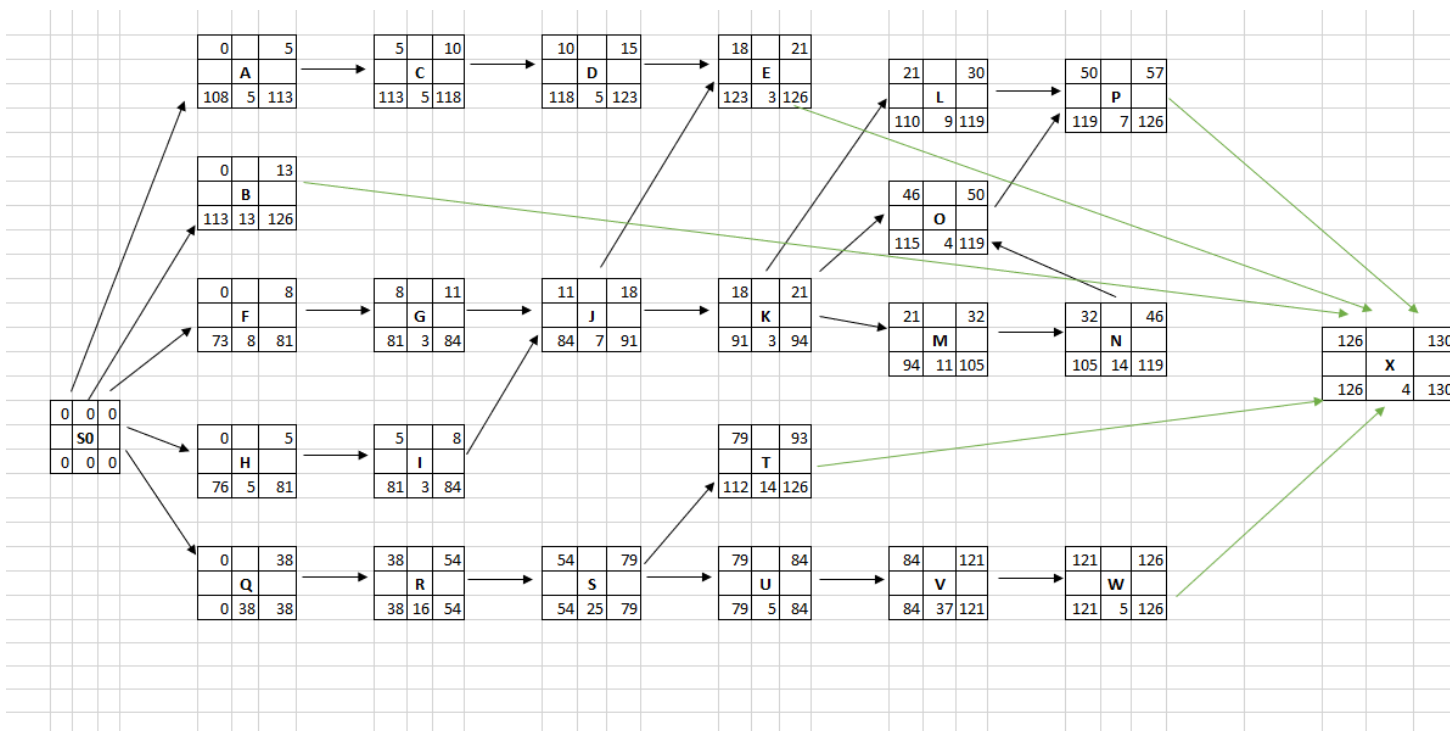 0 5 5 10 10 15 18 21
A C D E 21 30 50 57
L P
108 5 113 113 5 118 118 5 123 123 3 126 110 9 119 119 7 126
0 13
B 46 50
O
113 13 126 115 4 119
0 8 8 11 11 18 18 21
F G J K 21 32 32 46
M N 126 130
73 8 81 81 3 84 84 7 91 91 3 94 94 11 105 105 14 119 X
126 4 130
0 0 0
S0 0 5 5 8 79 93
H I T
0 0 0
76 5 81 81 3 84 112 14 126
0 38 38 54 54 79 79 84 84 121 121 126
Q R S U V W
0 38 38 38 16 54 54 25 79 79 5 84 84 37 121 121 5 126